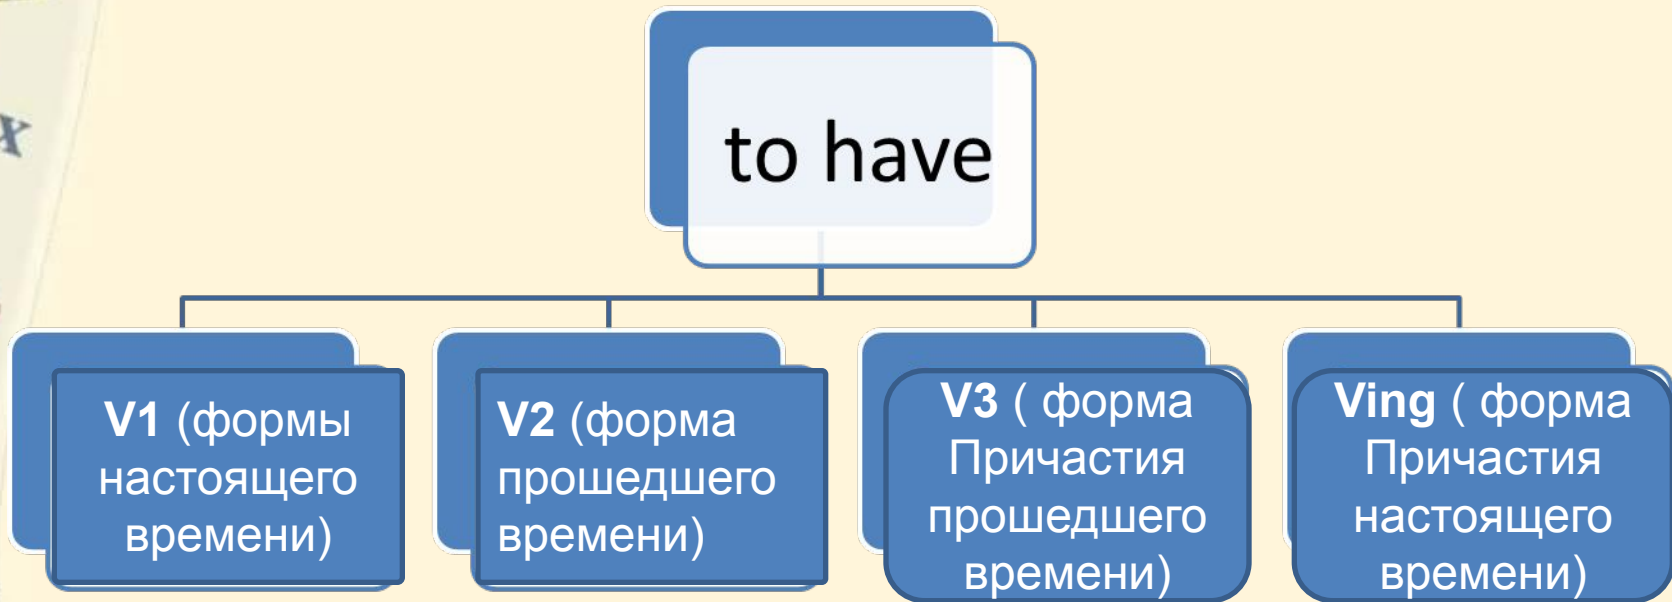 to have
V1 (формы
настоящего
времени)
V2 (форма
прошедшего
времени)
V3 ( форма
Причастия
прошедшего
времени)
Ving ( форма
Причастия
настоящего
времени)